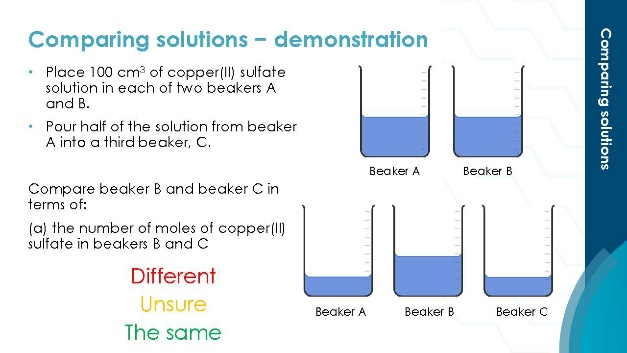 Comparing solutions – demonstration
• Place 100 cm³ of copper(II) sulfate
solution in each of two beakers A
and B.
• Pour half of the solution from beaker
A into a third beaker, C.
Compare beaker B and beaker C in
terms of:
(a) the number of moles of copper(II)
sulfate in beakers B and C
Different
Unsure
The same
Beaker A
Beaker B
Beaker A
Beaker B
Beaker C
Comparing solutions